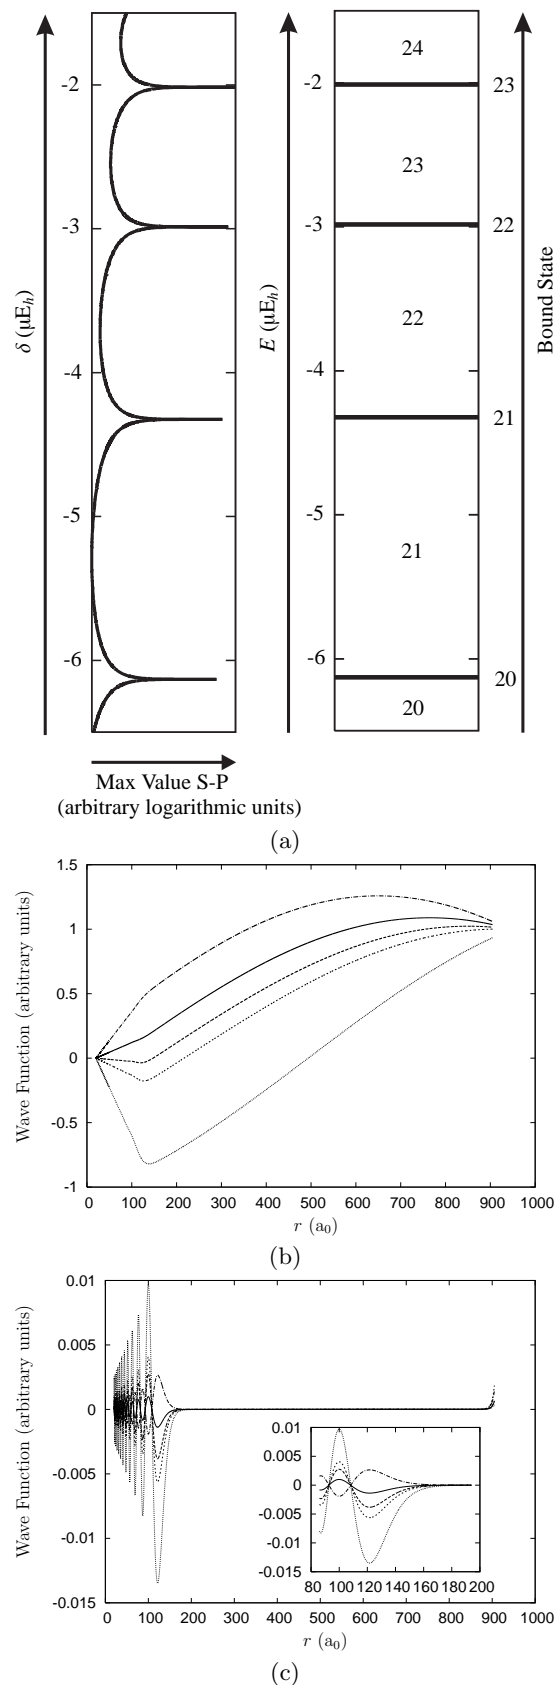 -2
-3
-4
-5
-6
δ (μE_h)
Max Value S-P
(arbitrary logarithmic units)
-2
-3
-4
-5
-6
E (μE_h)
24
23
22
21
20
23
22
21
20
Bound State
(a)
1.5
1
0.5
0
-0.5
-1
Wave Function (arbitrary units)
0 100 200 300 400 500 600 700 800 900 1000
r (a₀)
(b)
0.01
0.005
0
-0.005
-0.01
-0.015
Wave Function (arbitrary units)
0.01
0.005
0
-0.005
-0.01
-0.015
80 100 120 140 160 180 200
0 100 200 300 400 500 600 700 800 900 1000
r (a₀)
(c)